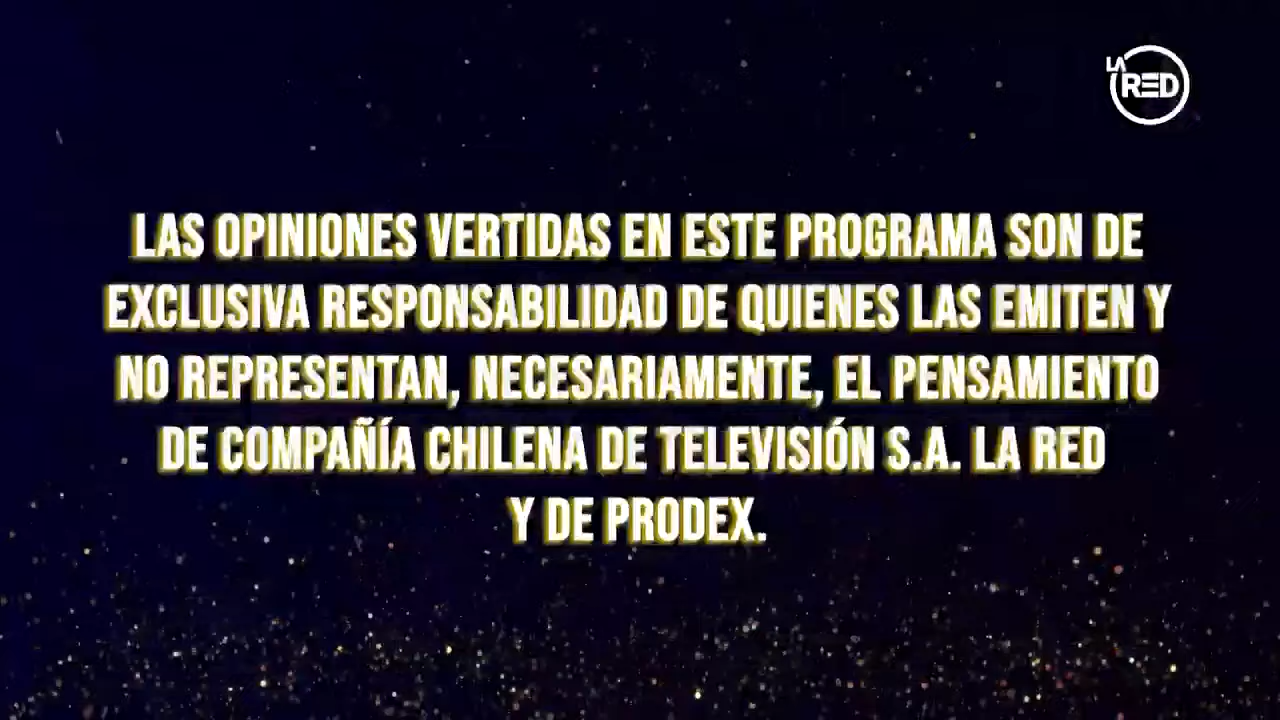 LA
RED
LAS OPINIONES VERTIDAS EN ESTE PROGRAMA SON DE
EXCLUSIVA RESPONSABILIDAD DE QUIENES LAS EMITEN Y
NO REPRESENTAN, NECESARIAMENTE, EL PENSAMIENTO
DE COMPAÑÍA CHILENA DE TELEVISIÓN S.A. LA RED
Y DE PRODEX.